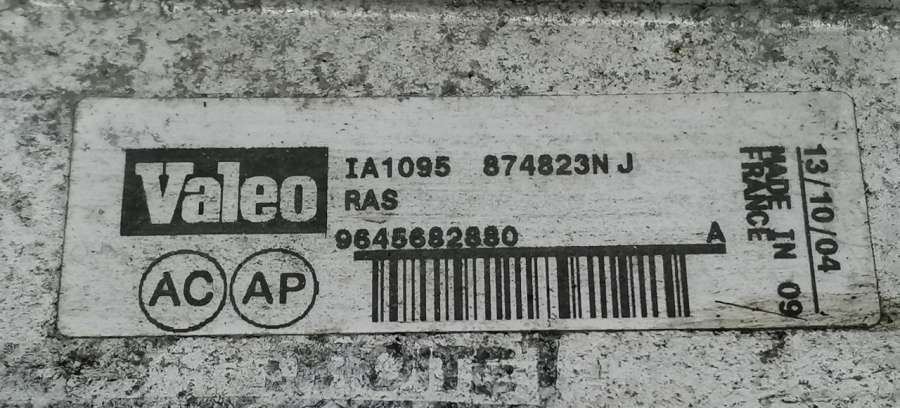 Valeo
IA1095 874823N J
RAS
9645682880 A
AC AP
13/10/04
MADE IN 09
FRANCE